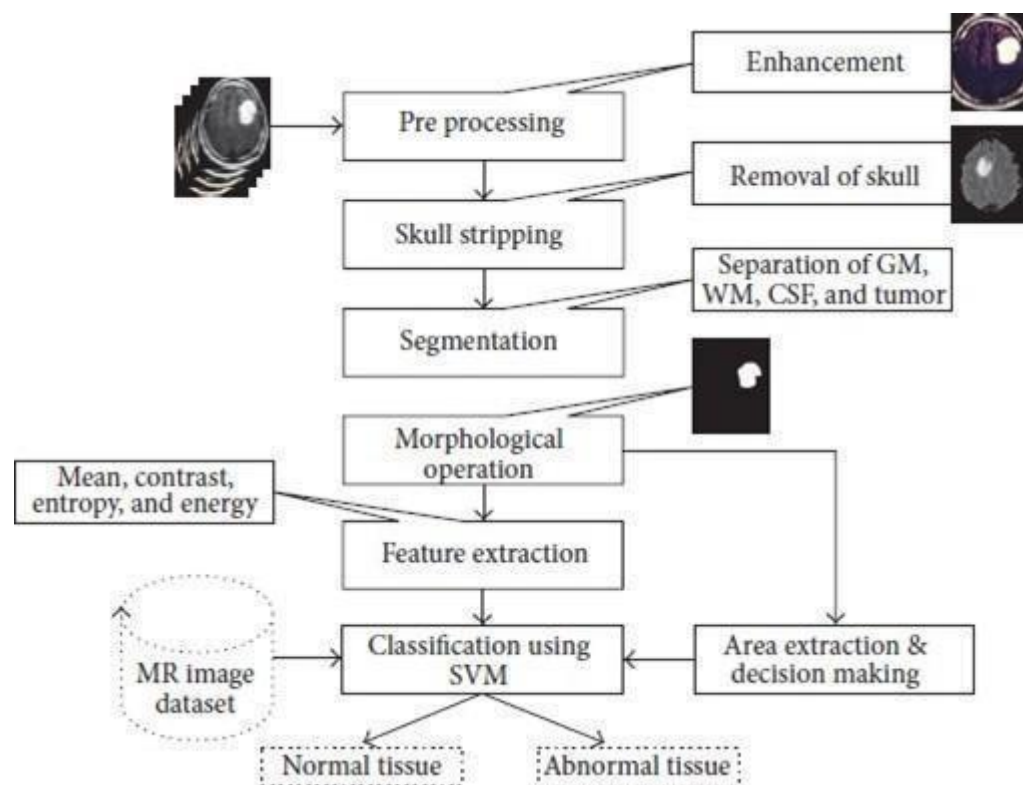 Enhancement
Pre processing
Removal of skull
Skull stripping
Separation of GM,
WM, CSF, and tumor
Segmentation
Morphological
operation
Mean, contrast,
entropy, and energy
Feature extraction
MR image
dataset
Classification using
SVM
Area extraction &
decision making
Normal tissue
Abnormal tissue